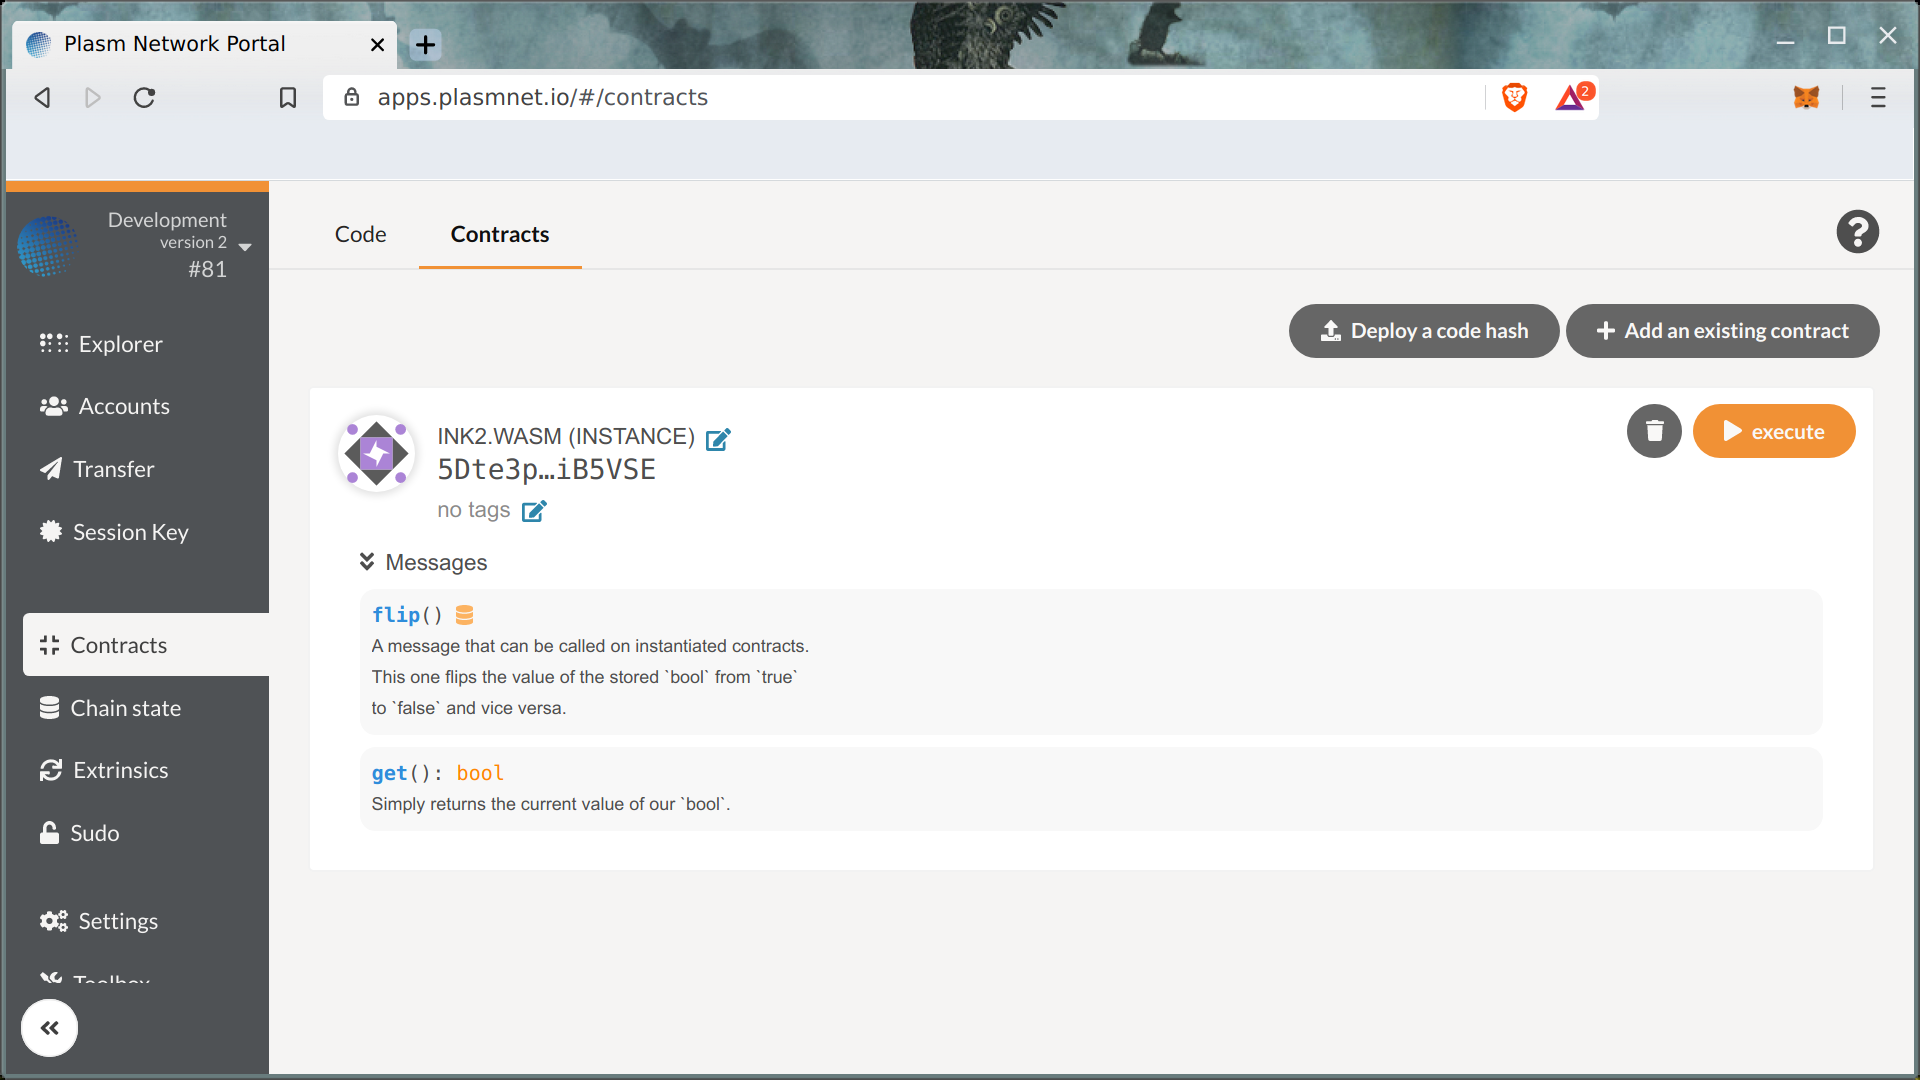 Plasm Network Portal
apps.plasmnet.io/#/contracts
2
Development
version 2
#81
Explorer
Accounts
Transfer
Session Key
Contracts
Chain state
Extrinsics
Sudo
Settings
Toolbox
Code
Contracts
Deploy a code hash
Add an existing contract
INK2.WASM (INSTANCE)
5Dte3p…iB5VSE
no tags
execute
Messages
flip()
A message that can be called on instantiated contracts.
This one flips the value of the stored `bool` from `true`
to `false` and vice versa.
get(): bool
Simply returns the current value of our `bool`.